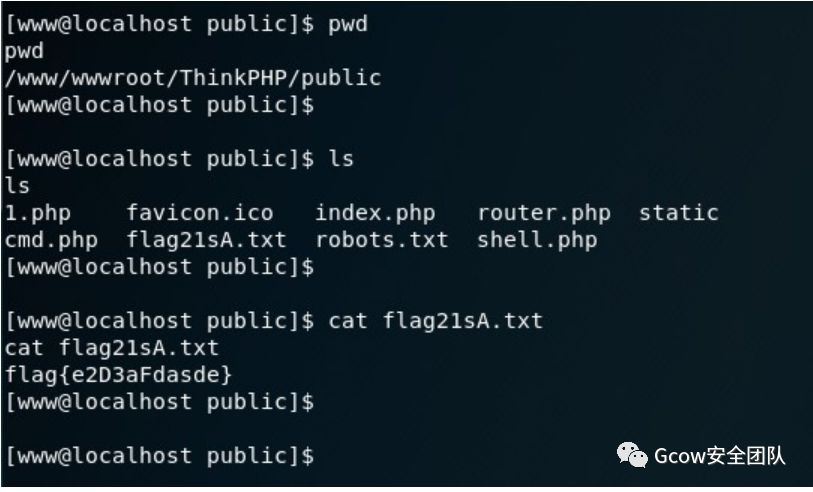 [www@localhost public]$ pwd
pwd
/www/wwwroot/ThinkPHP/public
[www@localhost public]$
[www@localhost public]$ ls
ls
1.php favicon.ico index.php router.php static
cmd.php flag21sA.txt robots.txt shell.php
[www@localhost public]$
[www@localhost public]$ cat flag21sA.txt
cat flag21sA.txt
flag{e2D3aFdasde}
[www@localhost public]$
[www@localhost public]$
Gcow安全团队